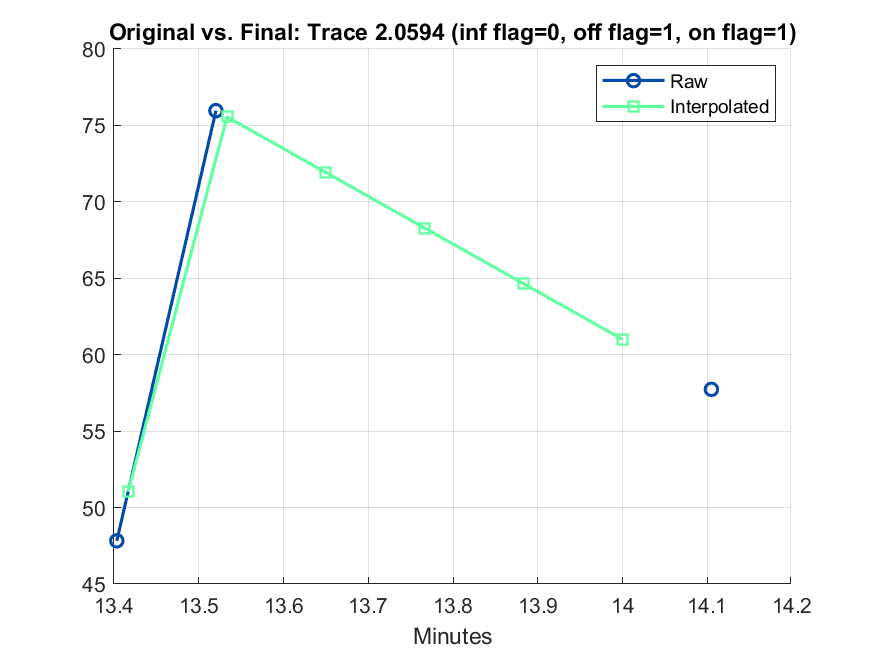 Original vs. Final: Trace 2.0594 (inf flag=0, off flag=1, on flag=1)
80
75
70
65
60
55
50
45
Raw
Interpolated
13.4 13.5 13.6 13.7 13.8 13.9 14 14.1 14.2
Minutes